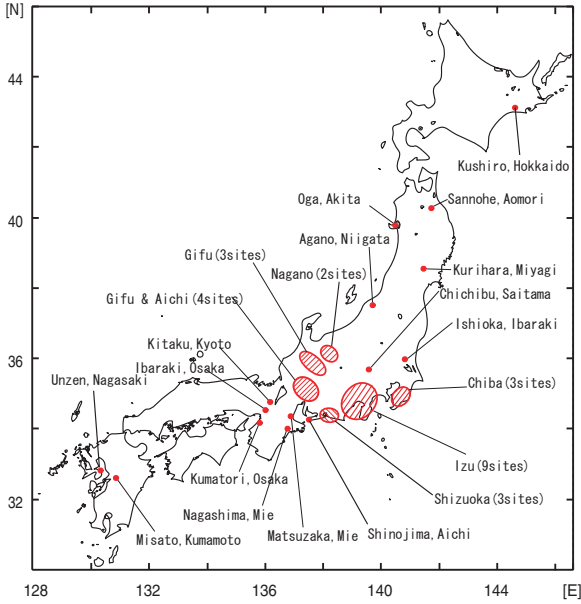 [N]
44
Kushiro, Hokkaido
Oga, Akita
Sannohe, Aomori
40
Agano, Niigata
Gifu(3sites)
Nagano(2sites)
Kurihara, Miyagi
Gifu & Aichi(4sites)
Chichibu, Saitama
Kitaku, Kyoto
Ishioka, Ibaraki
36
Ibaraki, Osaka
Unzen, Nagasaki
Chiba(3sites)
Izu(9sites)
Kumatori, Osaka
32
Shizuoka(3sites)
Nagashima, Mie
Misato, Kumamoto
Matsuzaka, Mie
Shinojima, Aichi
128
132
136
140
144
[E]